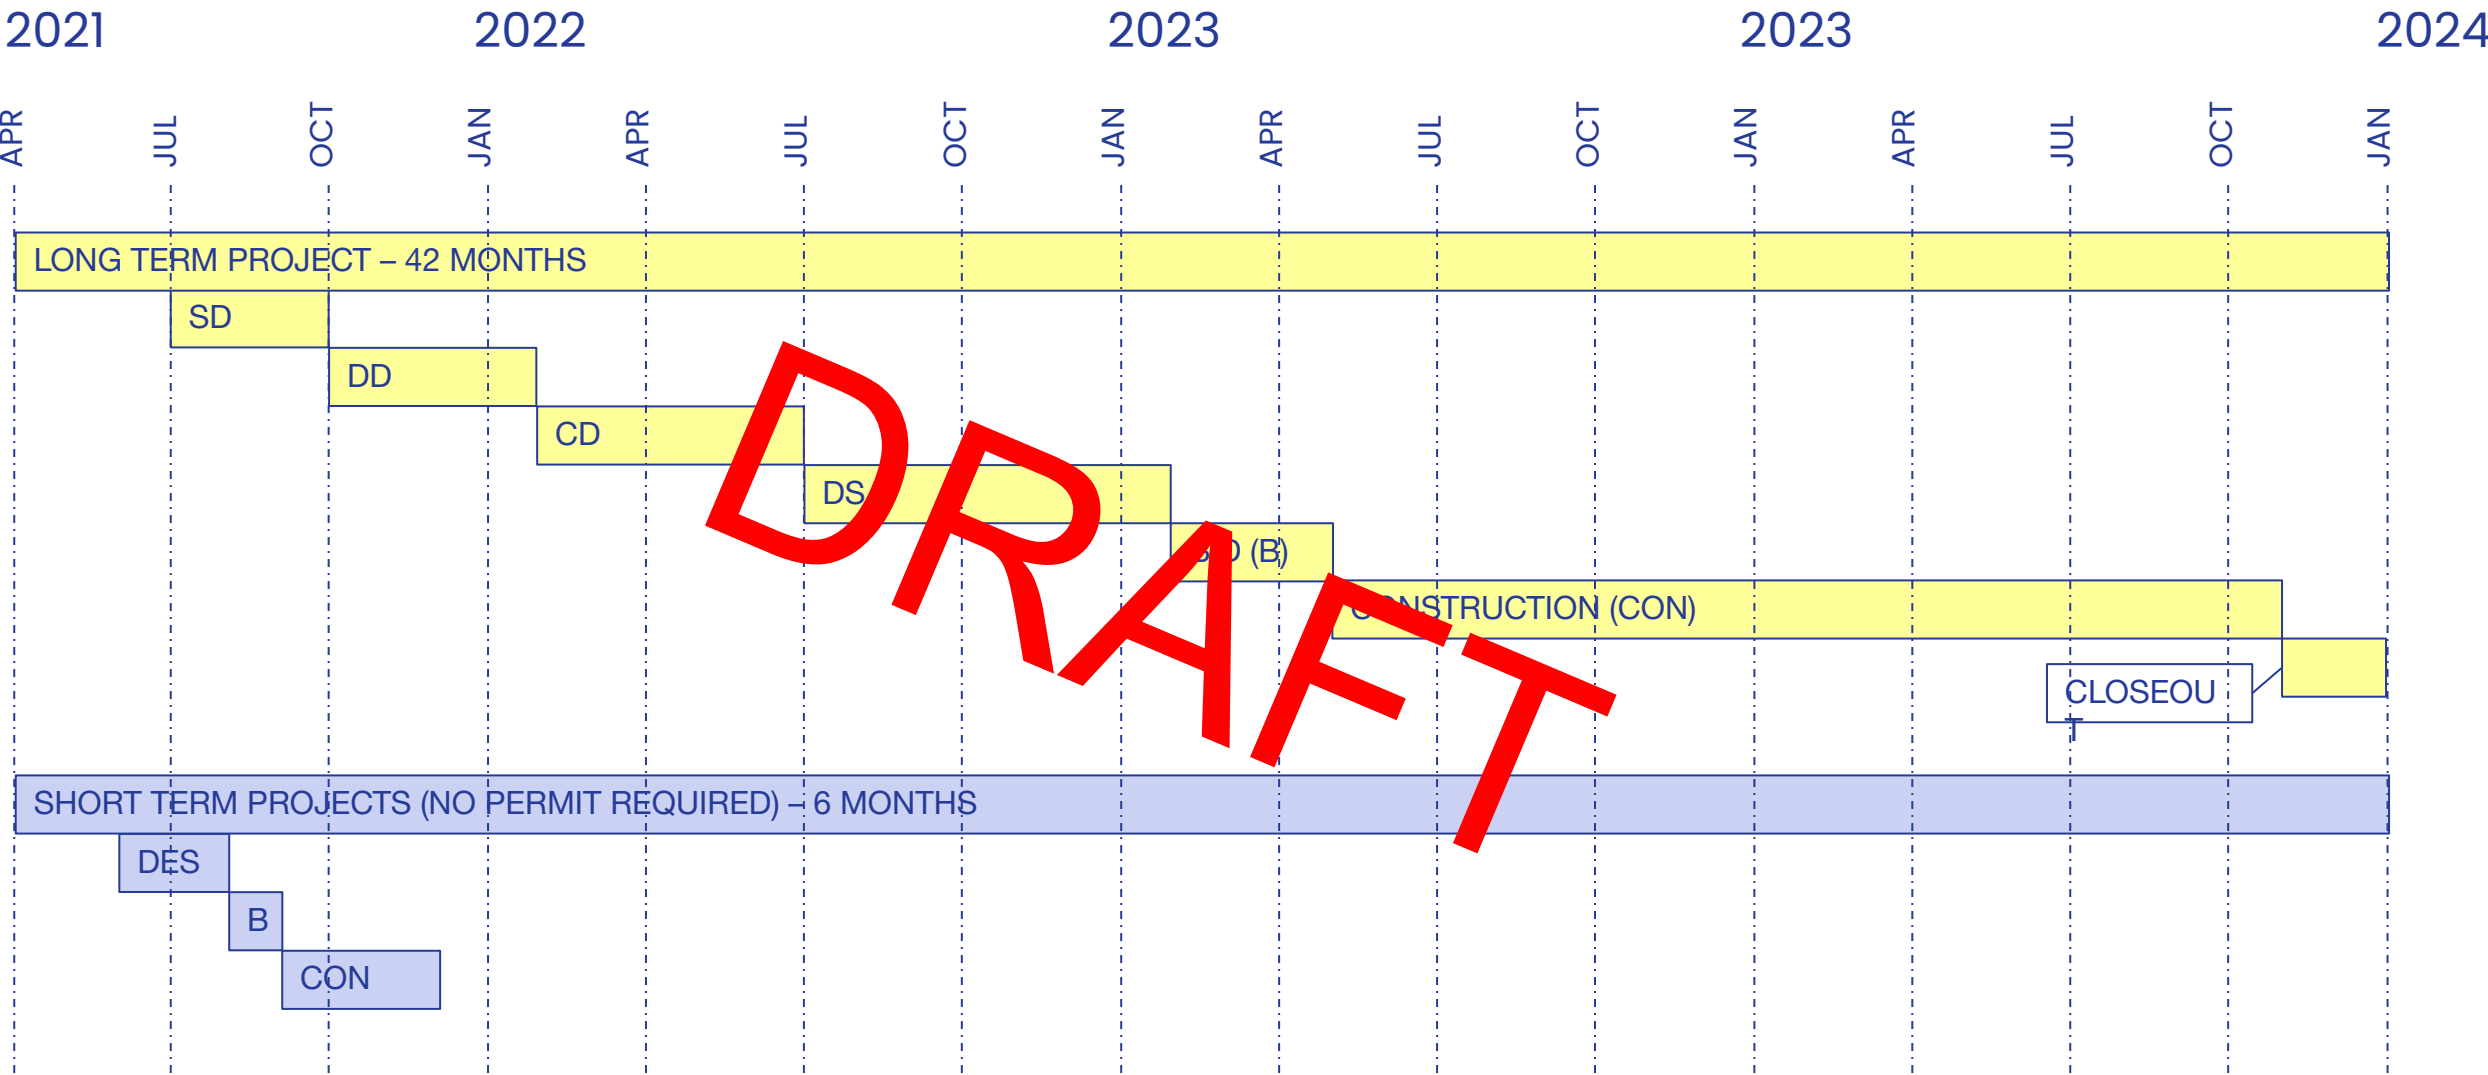 2021 2022 2023 2023 2024
APR JUL OCT JAN APR JUL OCT JAN APR JUL OCT JAN APR JUL OCT JAN
LONG TERM PROJECT – 42 MONTHS
SD
DD
CD
DS
(B)
CONSTRUCTION (CON)
CLOSEOU
T
DRAFT
SHORT TERM PROJECTS (NO PERMIT REQUIRED) – 6 MONTHS
DES
B
CON